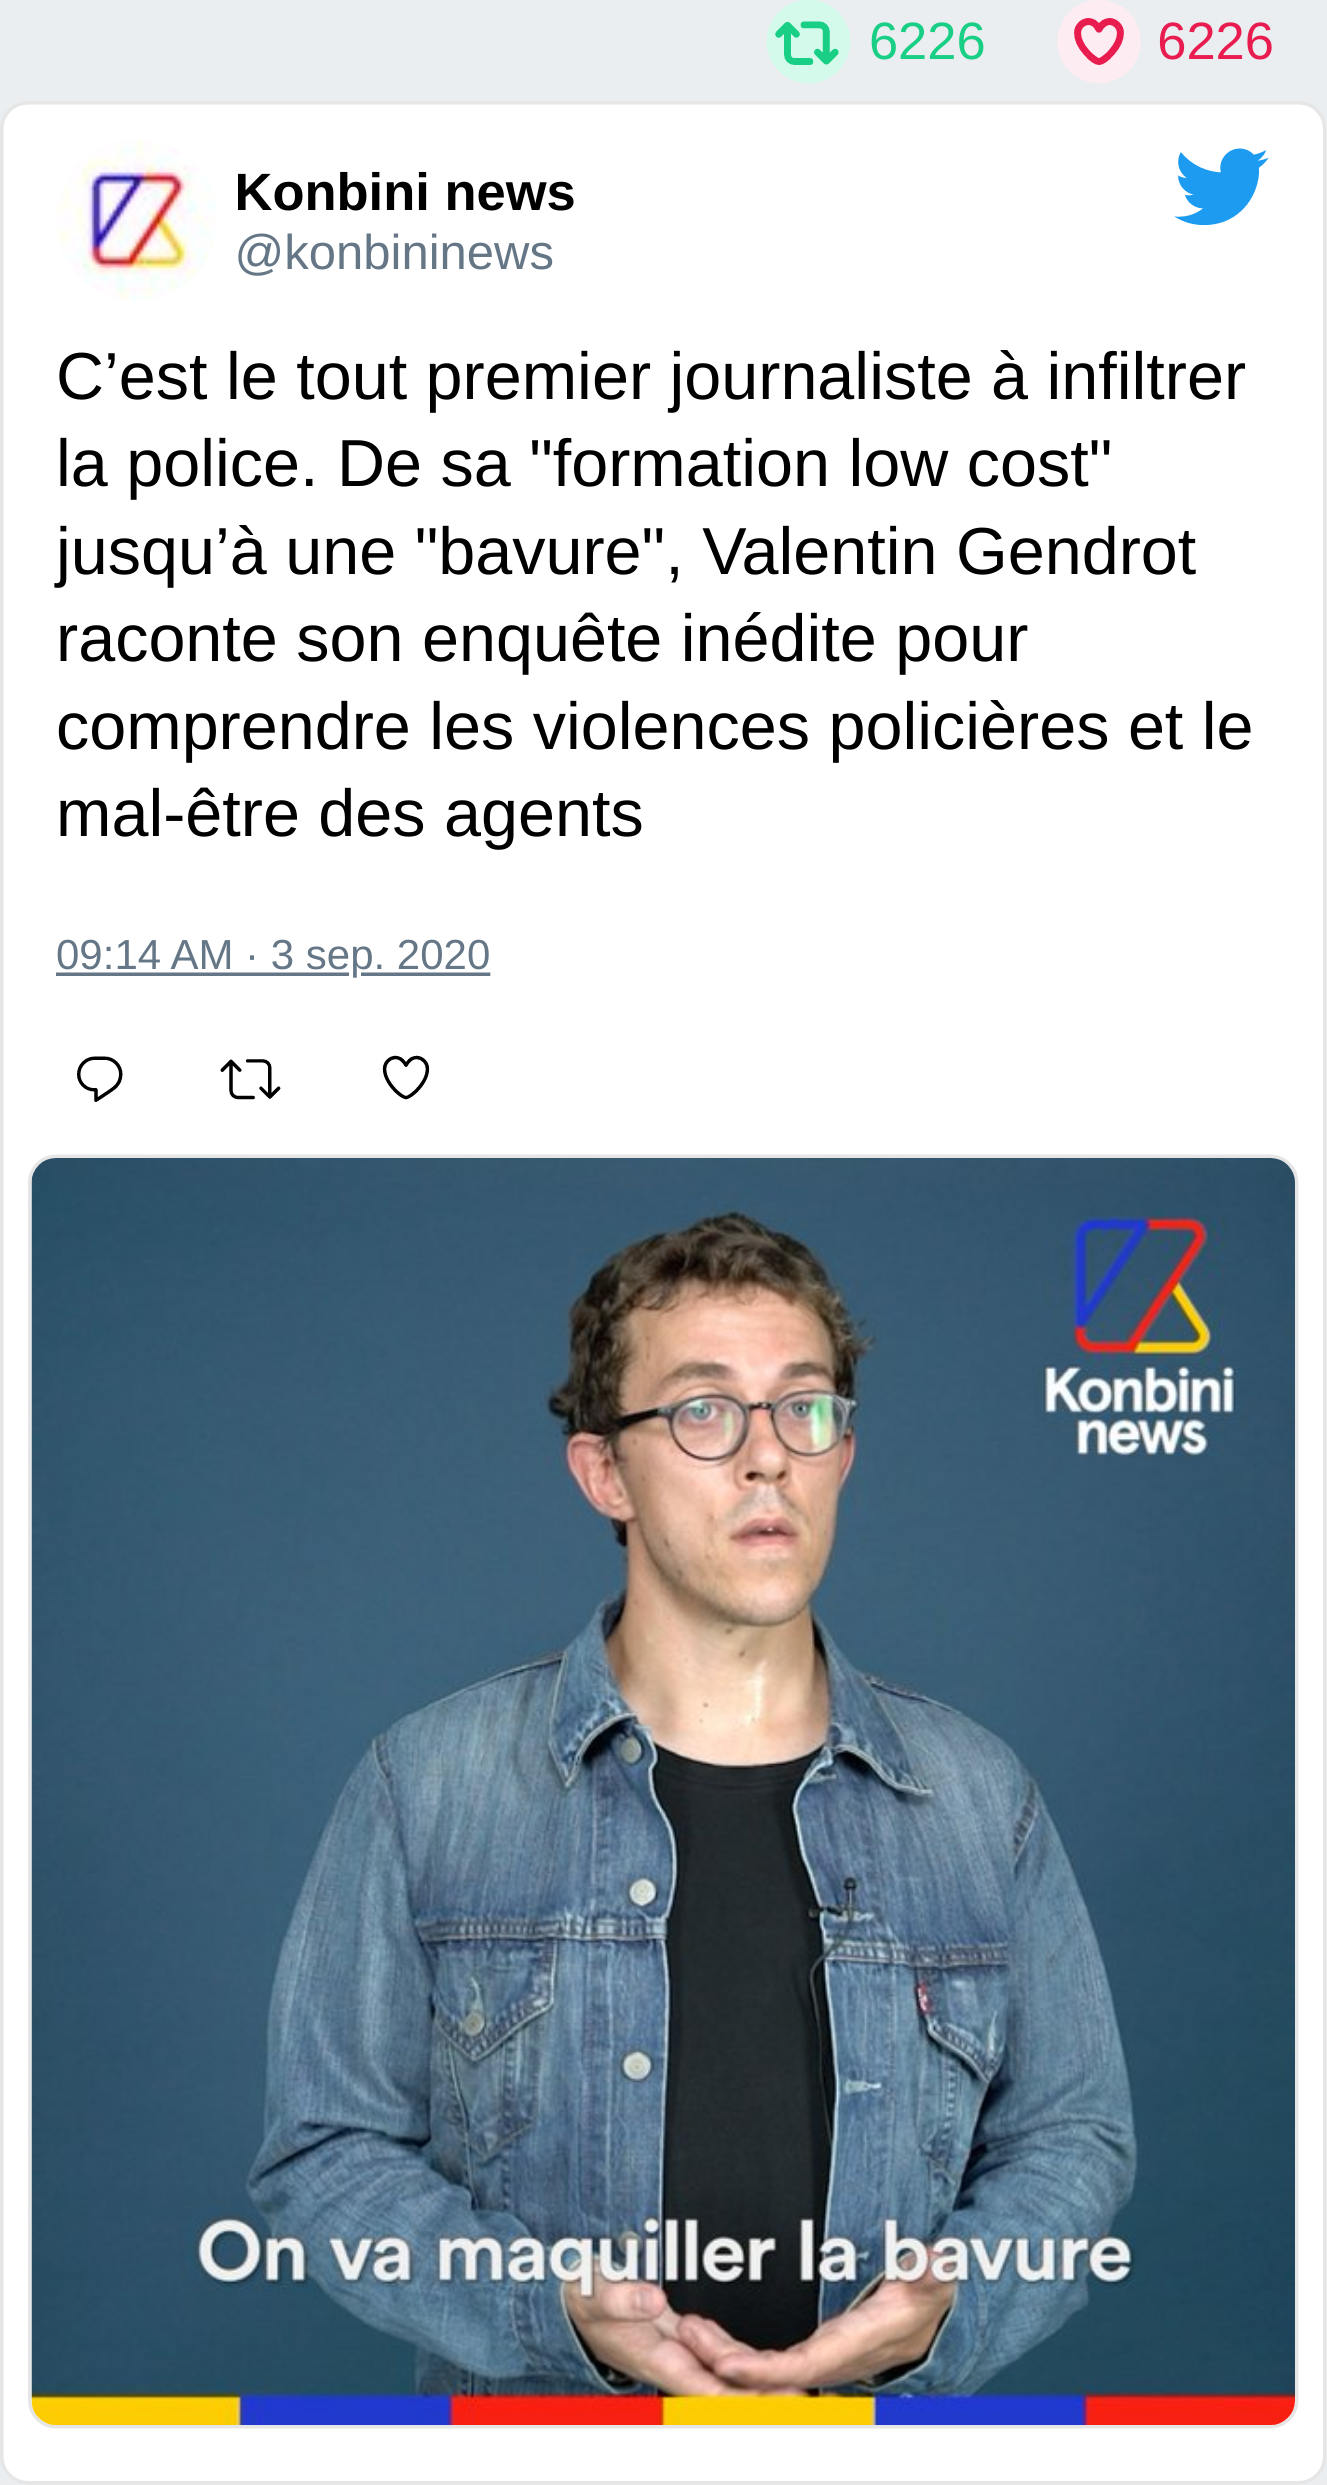 6226 6226
Konbini news
@konbininews
C’est le tout premier journaliste à infiltrer
la police. De sa "formation low cost"
jusqu’à une "bavure", Valentin Gendrot
raconte son enquête inédite pour
comprendre les violences policières et le
mal-être des agents
09:14 AM · 3 sep. 2020
Konbini
news
On va maquiller la bavure